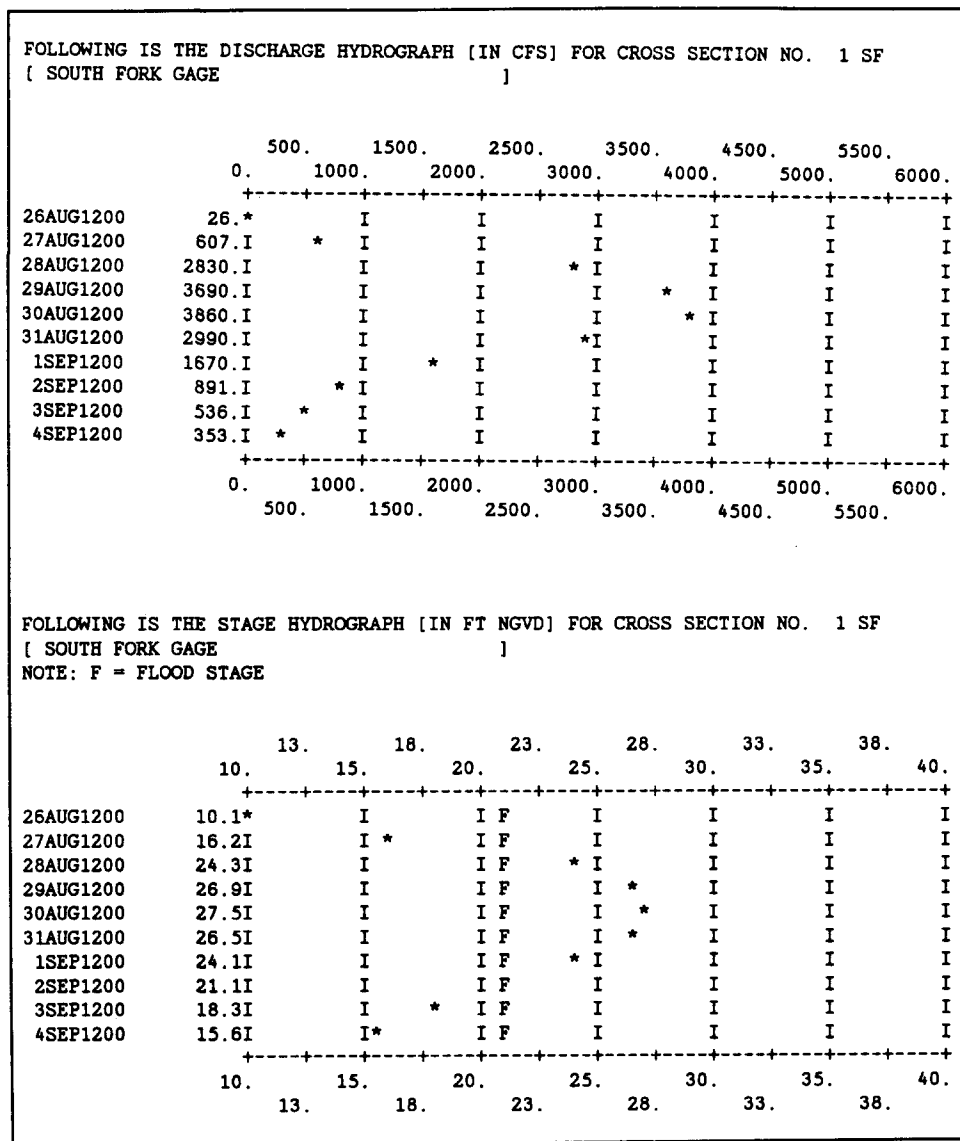 FOLLOWING IS THE DISCHARGE HYDROGRAPH [IN CFS] FOR CROSS SECTION NO. 1 SF
[ SOUTH FORK GAGE ]
500. 1500. 2500. 3500. 4500. 5500.
0. 1000. 2000. 3000. 4000. 5000. 6000.
+----+----+----+----+----+----+----+----+----+----+----+----+
26AUG1200 26.* I I I I I I
27AUG1200 607.I * I I I I I I
28AUG1200 2830.I I I * I I I I
29AUG1200 3690.I I I I * I I I
30AUG1200 3860.I I I I * I I I
31AUG1200 2990.I I I *I I I I
1SEP1200 1670.I I * I I I I I
2SEP1200 891.I * I I I I I I
3SEP1200 536.I * I I I I I I
4SEP1200 353.I * I I I I I I
+----+----+----+----+----+----+----+----+----+----+----+----+
0. 1000. 2000. 3000. 4000. 5000. 6000.
500. 1500. 2500. 3500. 4500. 5500.
FOLLOWING IS THE STAGE HYDROGRAPH [IN FT NGVD] FOR CROSS SECTION NO. 1 SF
[ SOUTH FORK GAGE ]
NOTE: F = FLOOD STAGE
13. 18. 23. 28. 33. 38.
10. 15. 20. 25. 30. 35. 40.
+----+----+----+----+----+----+----+----+----+----+----+----+
26AUG1200 10.1* I I F I I I I
27AUG1200 16.2I I * I F I I I I
28AUG1200 24.3I I I F * I I I I
29AUG1200 26.9I I I F I * I I I
30AUG1200 27.5I I I F I * I I I
31AUG1200 26.5I I I F I * I I I
1SEP1200 24.1I I I F * I I I I
2SEP1200 21.1I I I F I I I I
3SEP1200 18.3I I * I F I I I I
4SEP1200 15.6I I* I F I I I I
+----+----+----+----+----+----+----+----+----+----+----+----+
10. 15. 20. 25. 30. 35. 40.
13. 18. 23. 28. 33. 38.